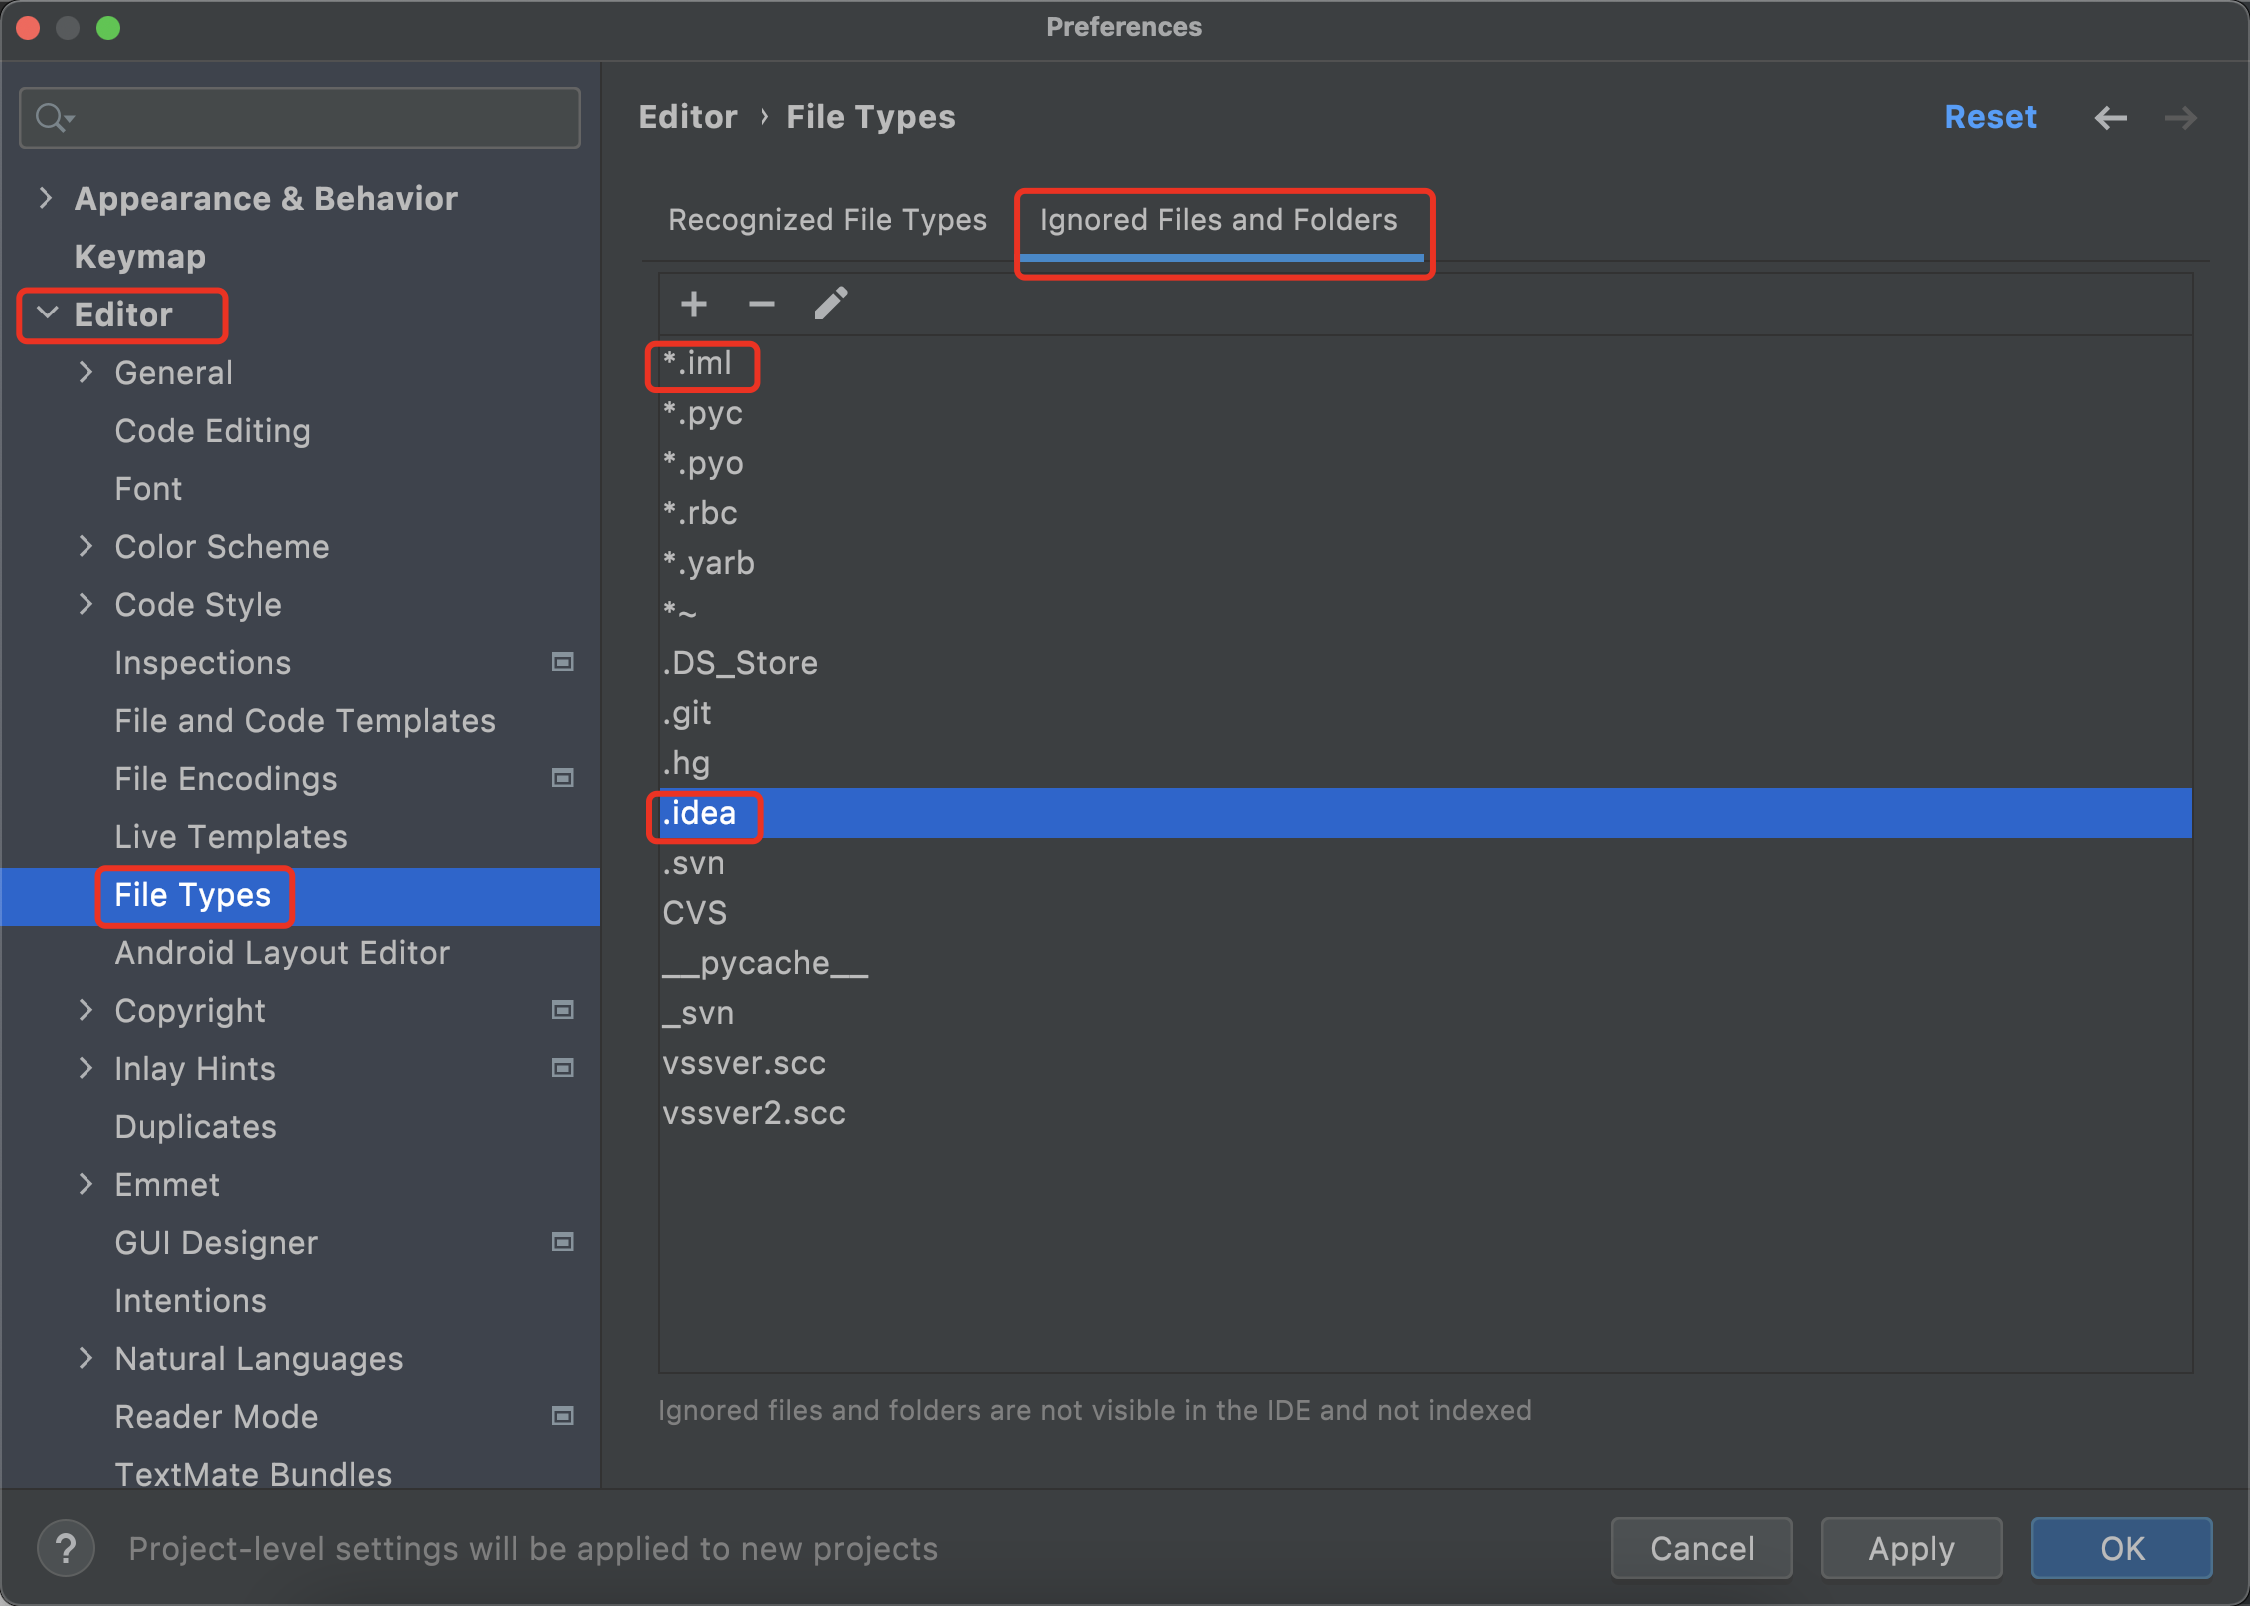 Preferences
Appearance & Behavior
Keymap
Editor
General
Code Editing
Font
Color Scheme
Code Style
Inspections
File and Code Templates
File Encodings
Live Templates
File Types
Android Layout Editor
Copyright
Inlay Hints
Duplicates
Emmet
GUI Designer
Intentions
Natural Languages
Reader Mode
TextMate Bundles
Editor › File Types
Reset
Recognized File Types
Ignored Files and Folders
*.iml
*.pyc
*.pyo
*.rbc
*.yarb
*~
.DS_Store
.git
.hg
.idea
.svn
CVS
__pycache__
_svn
vssver.scc
vssver2.scc
Ignored files and folders are not visible in the IDE and not indexed
? Project-level settings will be applied to new projects
Cancel
Apply
OK